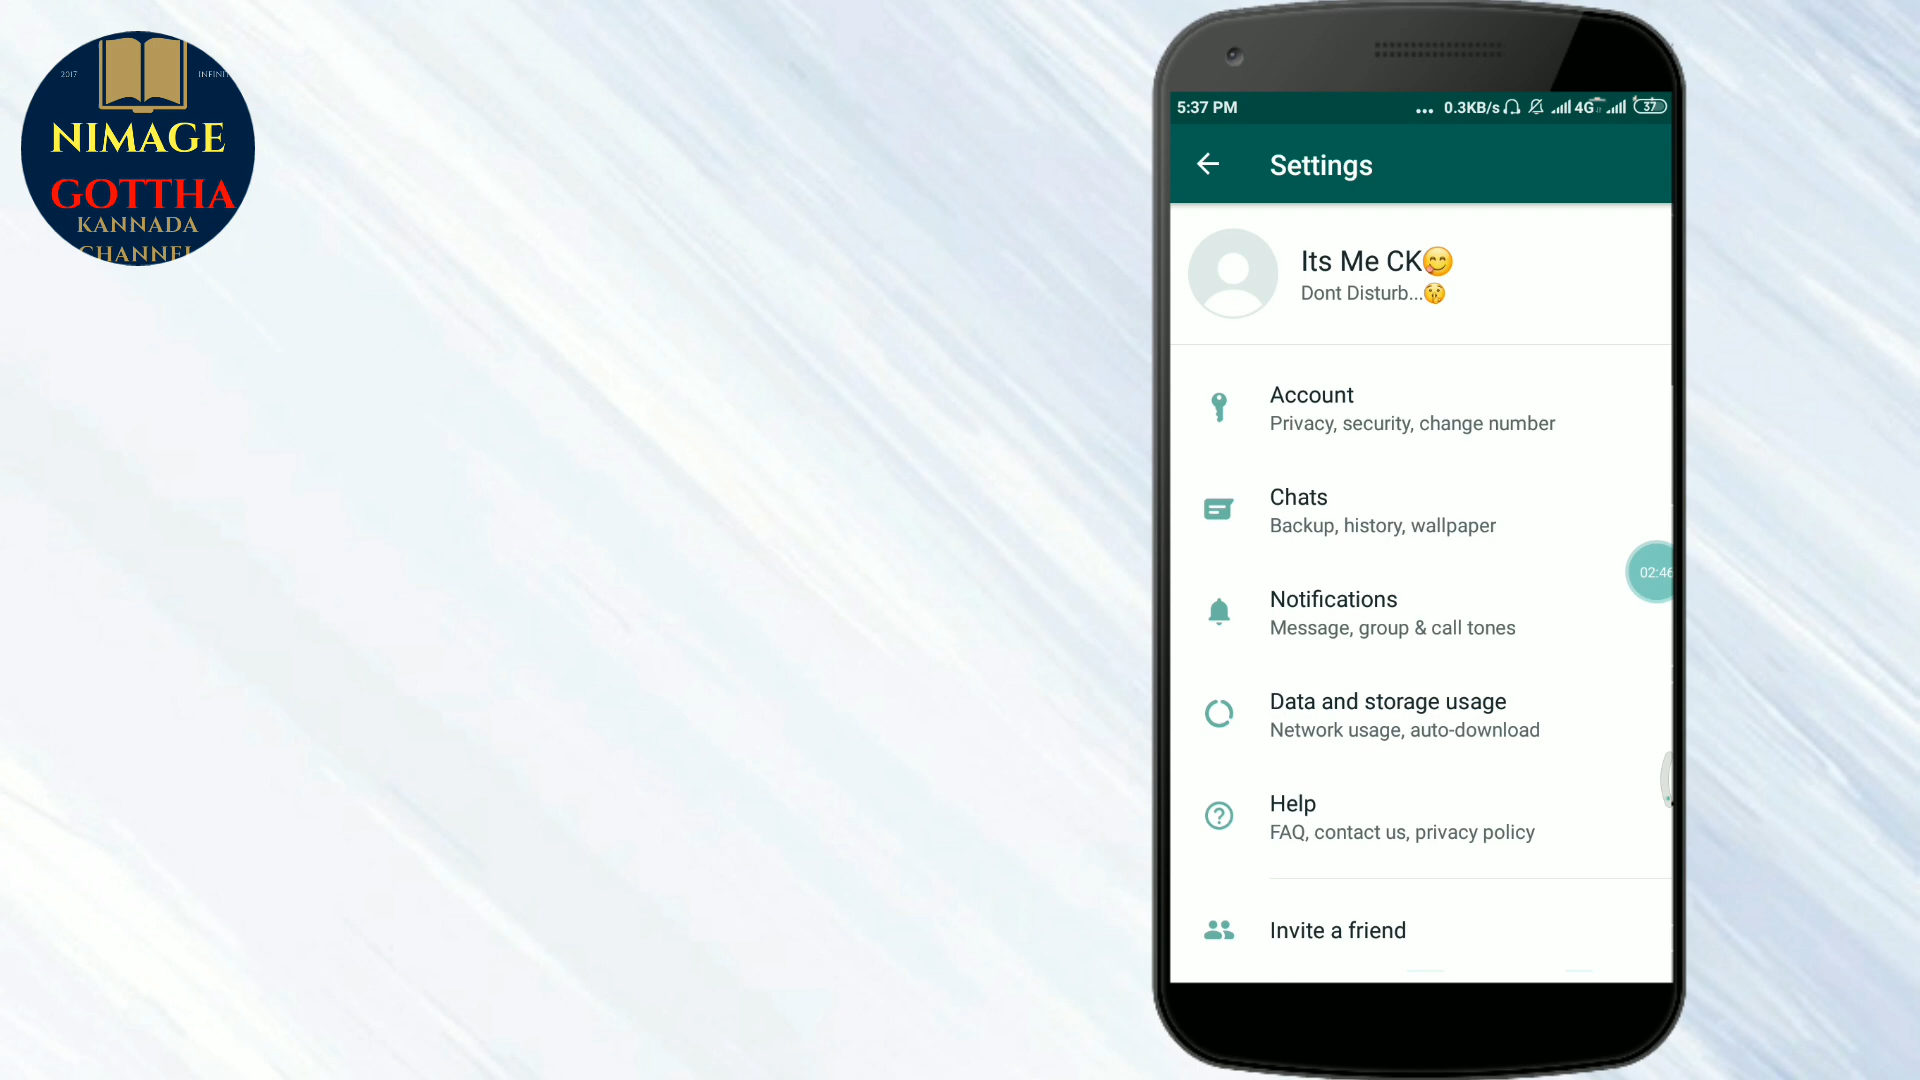 2017
NIMAGE
GOTTHA
KANNADA
5:37 PM
... 0.3KB/s 4G 37
Settings
Its Me CK😋
Dont Disturb...🤫
Account
Privacy, security, change number
Chats
Backup, history, wallpaper
02:46
Notifications
Message, group & call tones
Data and storage usage
Network usage, auto-download
Help
FAQ, contact us, privacy policy
Invite a friend